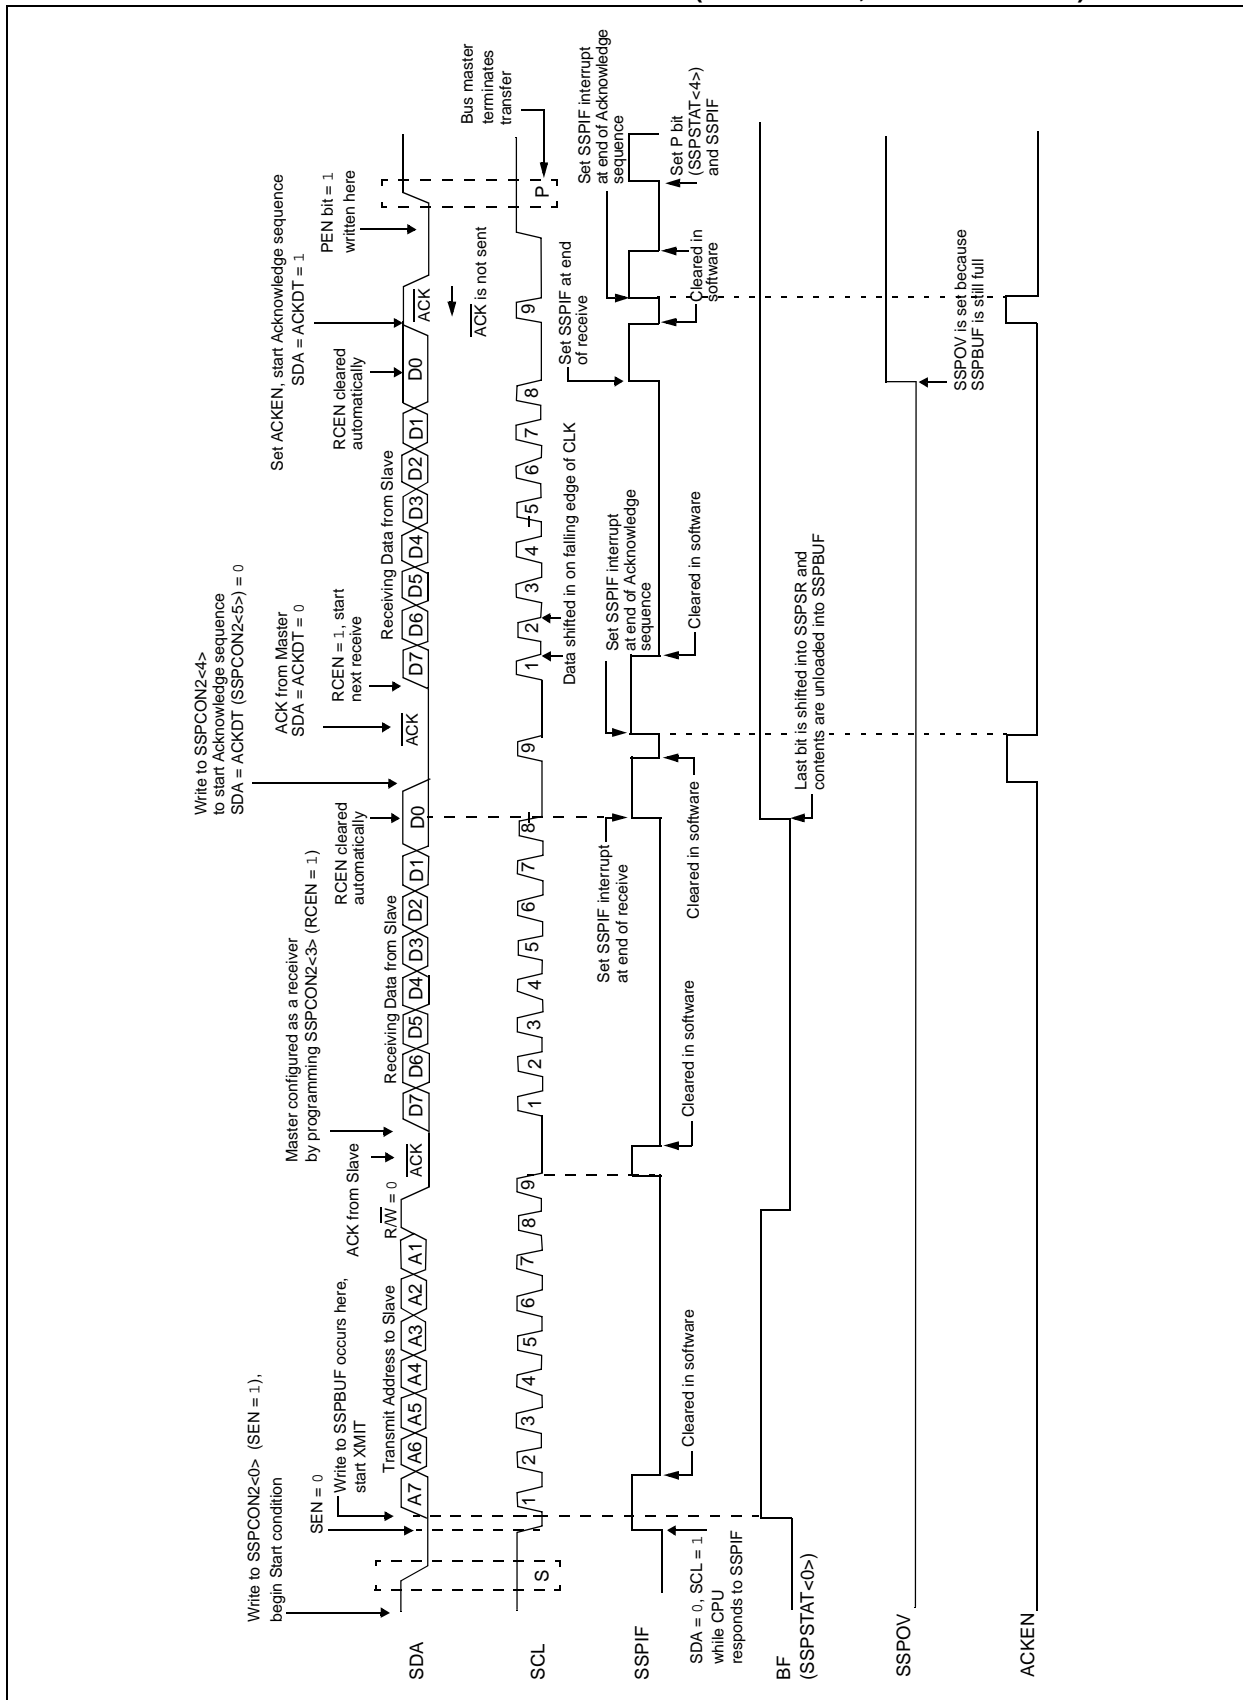 Write to SSPCON2<0> (SEN = 1),
begin Start condition
SEN = 0
Write to SSPBUF occurs here,
start XMIT
ACK from Slave
Master configured as a receiver
by programming SSPCON2<3> (RCEN = 1)
RCEN cleared
automatically
Write to SSPCON2<4>
to start Acknowledge sequence
SDA = ACKDT (SSPCON2<5>) = 0
ACK from Master
SDA = ACKDT = 0
RCEN = 1, start
next receive
RCEN cleared
automatically
Set ACKEN, start Acknowledge sequence
SDA = ACKDT = 1
PEN bit = 1
written here
Transmit Address to Slave
R/W = 0
Receiving Data from Slave
Receiving Data from Slave
SDA
A7 A6 A5 A4 A3 A2 A1
ACK
D7 D6 D5 D4 D3 D2 D1 D0
ACK
D7 D6 D5 D4 D3 D2 D1 D0
ACK
ACK is not sent
Bus master
terminates
transfer
SCL
S
1 2 3 4 5 6 7 8 9
1 2 3 4 5 6 7 8 9
1 2 3 4 5 6 7 8 9
P
Data shifted in on falling edge of CLK
Set SSPIF interrupt
at end of receive
Set SSPIF interrupt
at end of Acknowledge
sequence
Set SSPIF at end
of receive
Set SSPIF interrupt
at end of Acknowledge
sequence
SSPIF
SDA = 0, SCL = 1
while CPU
responds to SSPIF
Cleared in software
Cleared in software
Cleared in software
Cleared in software
Cleared in
software
Set P bit
(SSPSTAT<4>)
and SSPIF
BF
(SSPSTAT<0>)
Last bit is shifted into SSPSR and
contents are unloaded into SSPBUF
SSPOV
SSPOV is set because
SSPBUF is still full
ACKEN